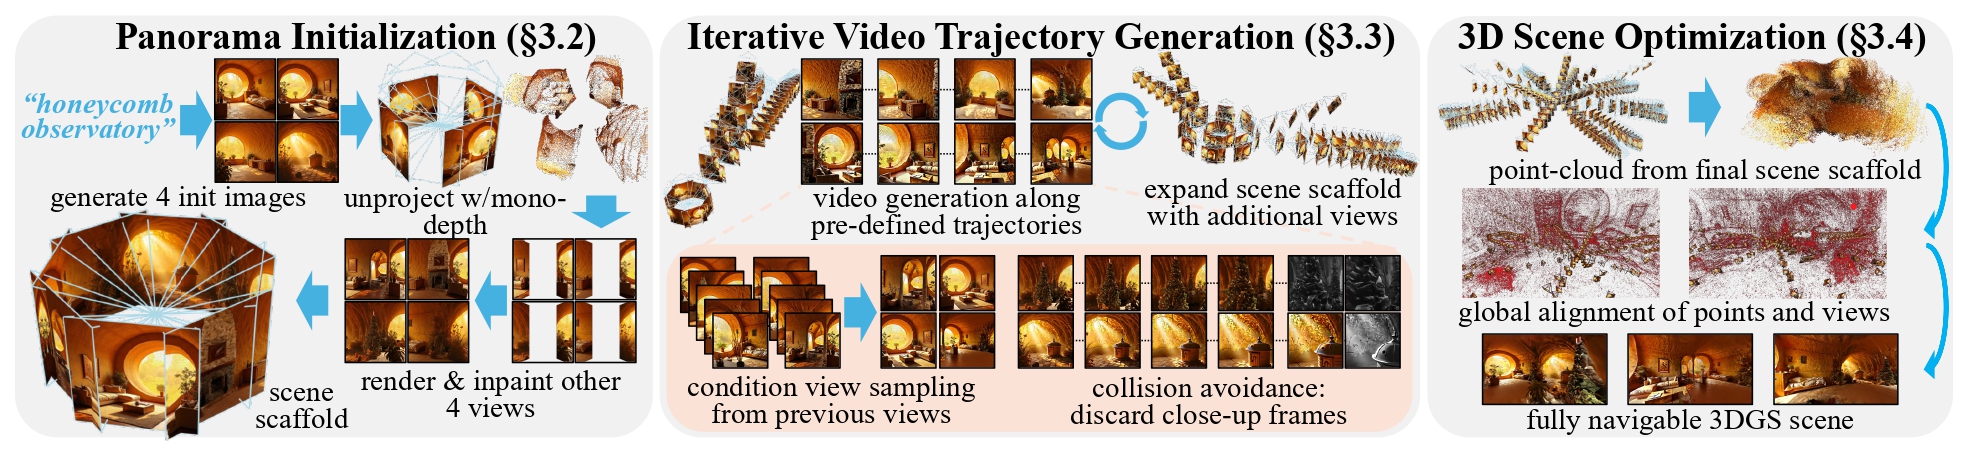 Panorama Initialization (§3.2)
“honeycomb
observatory”
generate 4 init images
unproject w/mono-
depth
render & inpaint other
4 views
scene
scaffold
Iterative Video Trajectory Generation (§3.3)
video generation along
pre-defined trajectories
expand scene scaffold
with additional views
condition view sampling
from previous views
collision avoidance:
discard close-up frames
3D Scene Optimization (§3.4)
point-cloud from final scene scaffold
global alignment of points and views
fully navigable 3DGS scene